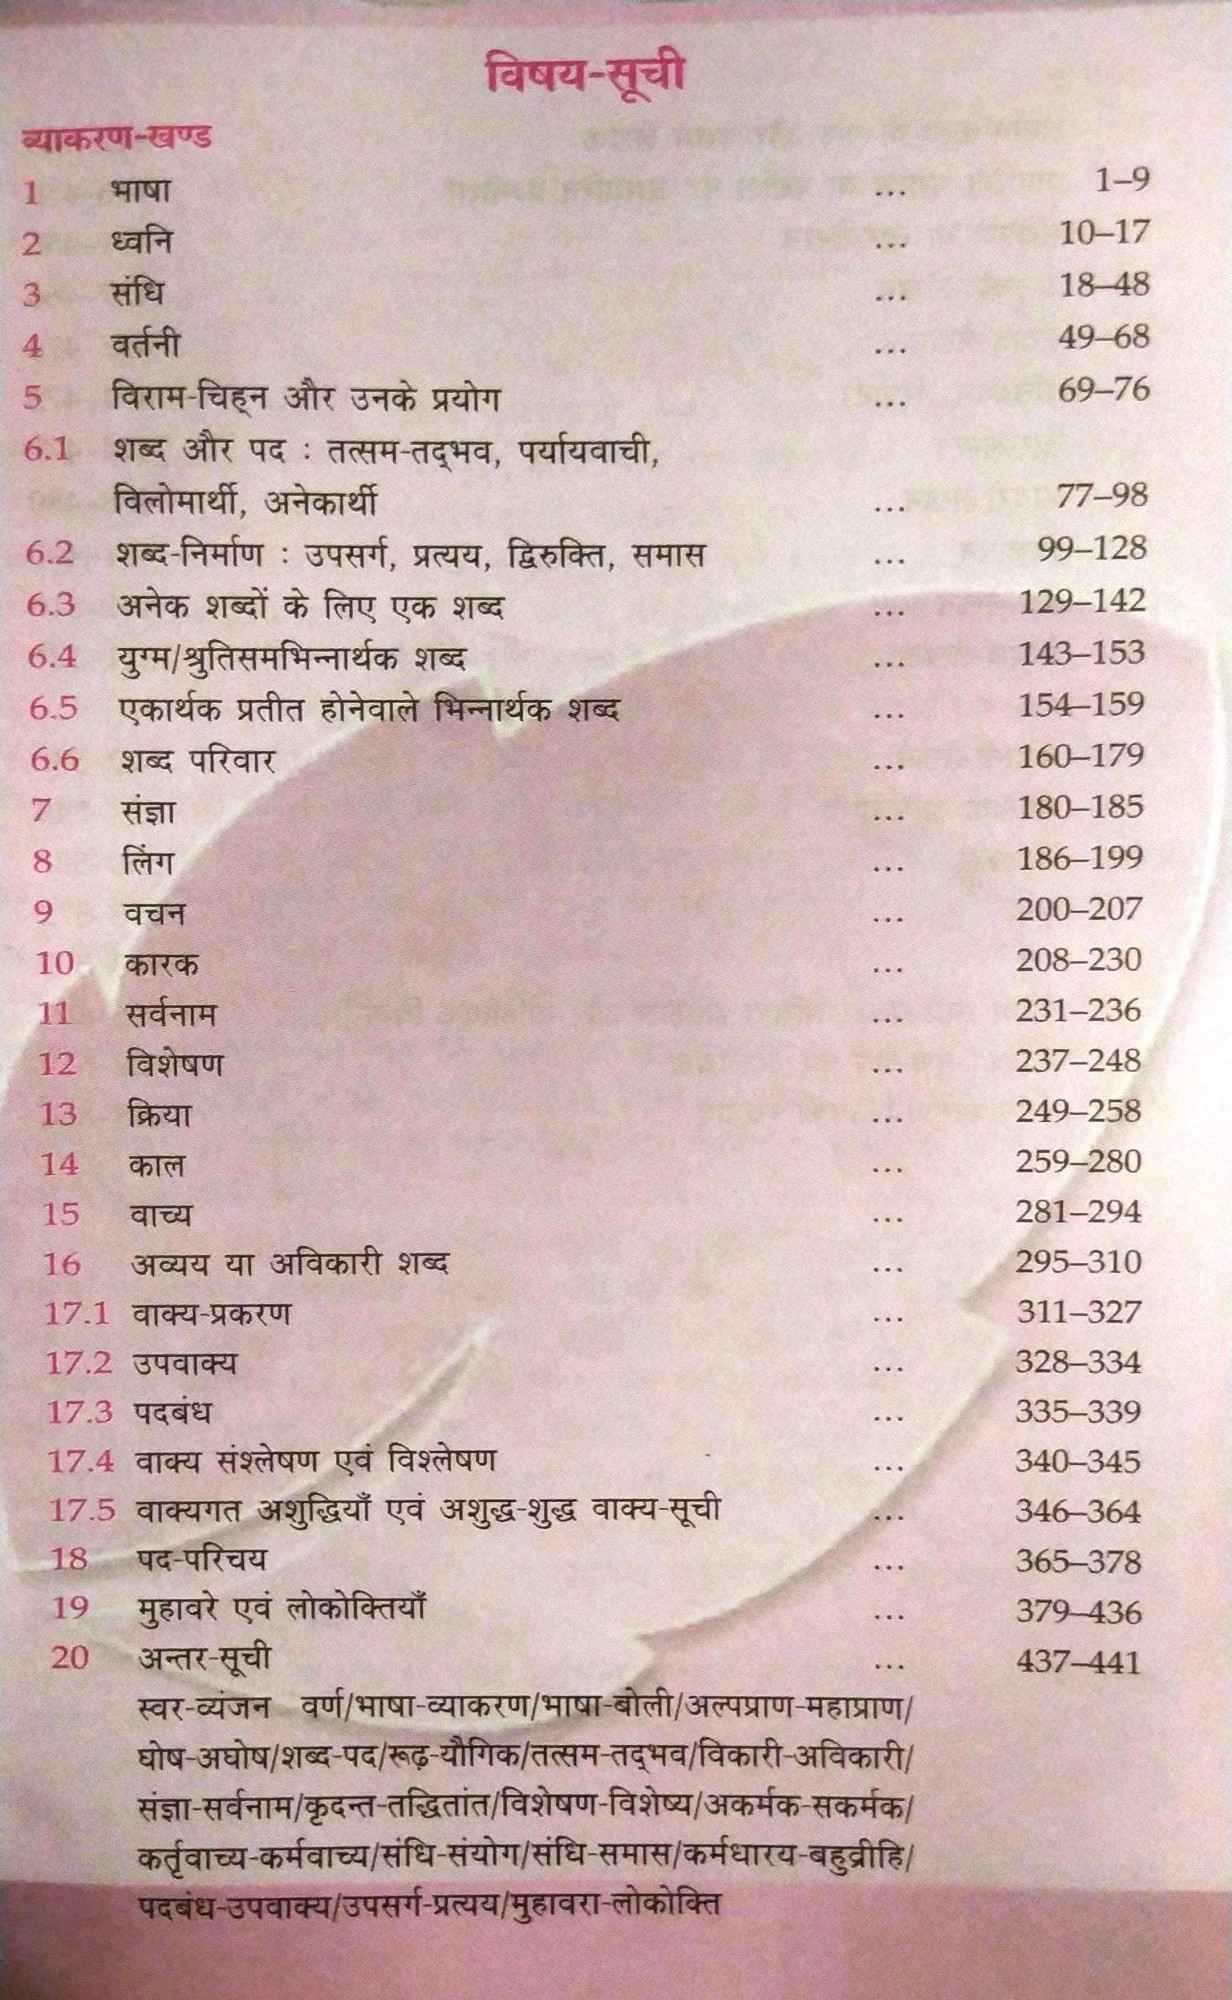 विषय-सूची
व्याकरण-खण्ड
1 भाषा ... 1–9
2 ध्वनि ... 10–17
3 संधि ... 18–48
4 वर्तनी ... 49–68
5 विराम-चिह्न और उनके प्रयोग ... 69–76
6.1 शब्द और पद : तत्सम-तद्‌भव, पर्यायवाची,
विलोमार्थी, अनेकार्थी ... 77–98
6.2 शब्द-निर्माण : उपसर्ग, प्रत्यय, द्विरुक्ति, समास ... 99–128
6.3 अनेक शब्दों के लिए एक शब्द ... 129–142
6.4 युग्म/श्रुतिसमभिन्नार्थक शब्द ... 143–153
6.5 एकार्थक प्रतीत होनेवाले भिन्नार्थक शब्द ... 154–159
6.6 शब्द परिवार ... 160–179
7 संज्ञा ... 180–185
8 लिंग ... 186–199
9 वचन ... 200–207
10 कारक ... 208–230
11 सर्वनाम ... 231–236
12 विशेषण ... 237–248
13 क्रिया ... 249–258
14 काल ... 259–280
15 वाच्य ... 281–294
16 अव्यय या अविकारी शब्द ... 295–310
17.1 वाक्य-प्रकरण ... 311–327
17.2 उपवाक्य ... 328–334
17.3 पदबंध ... 335–339
17.4 वाक्य संश्लेषण एवं विश्लेषण ... 340–345
17.5 वाक्यगत अशुद्धियाँ एवं अशुद्ध-शुद्ध वाक्य-सूची ... 346–364
18 पद-परिचय ... 365–378
19 मुहावरे एवं लोकोक्तियाँ ... 379–436
20 अन्तर-सूची ... 437–441
स्वर-व्यंजन वर्ण/भाषा-व्याकरण/भाषा-बोली/अल्पप्राण-महाप्राण/
घोष-अघोष/शब्द-पद/रूढ़-यौगिक/तत्सम-तद्‌भव/विकारी-अविकारी/
संज्ञा-सर्वनाम/कृदन्त-तद्धितांत/विशेषण-विशेष्य/अकर्मक-सकर्मक/
कर्तृवाच्य-कर्मवाच्य/संधि-संयोग/संधि-समास/कर्मधारय-बहुव्रीहि/
पदबंध-उपवाक्य/उपसर्ग-प्रत्यय/मुहावरा-लोकोक्ति